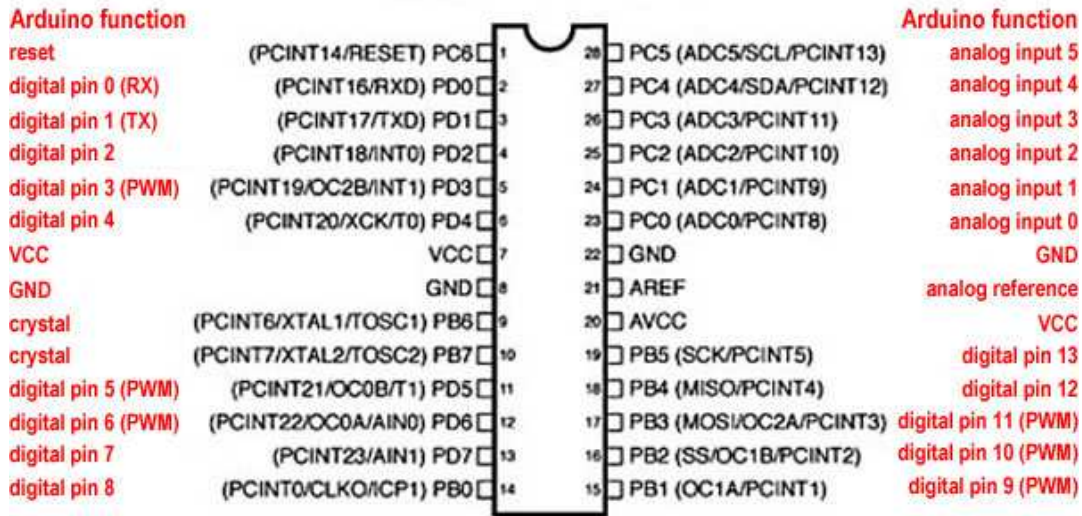 Arduino function Arduino function
reset (PCINT14/RESET) PC6 1 28 PC5 (ADC5/SCL/PCINT13) analog input 5
digital pin 0 (RX) (PCINT16/RXD) PD0 2 27 PC4 (ADC4/SDA/PCINT12) analog input 4
digital pin 1 (TX) (PCINT17/TXD) PD1 3 26 PC3 (ADC3/PCINT11) analog input 3
digital pin 2 (PCINT18/INT0) PD2 4 25 PC2 (ADC2/PCINT10) analog input 2
digital pin 3 (PWM) (PCINT19/OC2B/INT1) PD3 5 24 PC1 (ADC1/PCINT9) analog input 1
digital pin 4 (PCINT20/XCK/T0) PD4 6 23 PC0 (ADC0/PCINT8) analog input 0
VCC VCC 7 22 GND GND
GND GND 8 21 AREF analog reference
crystal (PCINT6/XTAL1/TOSC1) PB6 9 20 AVCC VCC
crystal (PCINT7/XTAL2/TOSC2) PB7 10 19 PB5 (SCK/PCINT5) digital pin 13
digital pin 5 (PWM) (PCINT21/OC0B/T1) PD5 11 18 PB4 (MISO/PCINT4) digital pin 12
digital pin 6 (PWM) (PCINT22/OC0A/AIN0) PD6 12 17 PB3 (MOSI/OC2A/PCINT3) digital pin 11 (PWM)
digital pin 7 (PCINT23/AIN1) PD7 13 16 PB2 (SS/OC1B/PCINT2) digital pin 10 (PWM)
digital pin 8 (PCINT0/CLKO/ICP1) PB0 14 15 PB1 (OC1A/PCINT1) digital pin 9 (PWM)